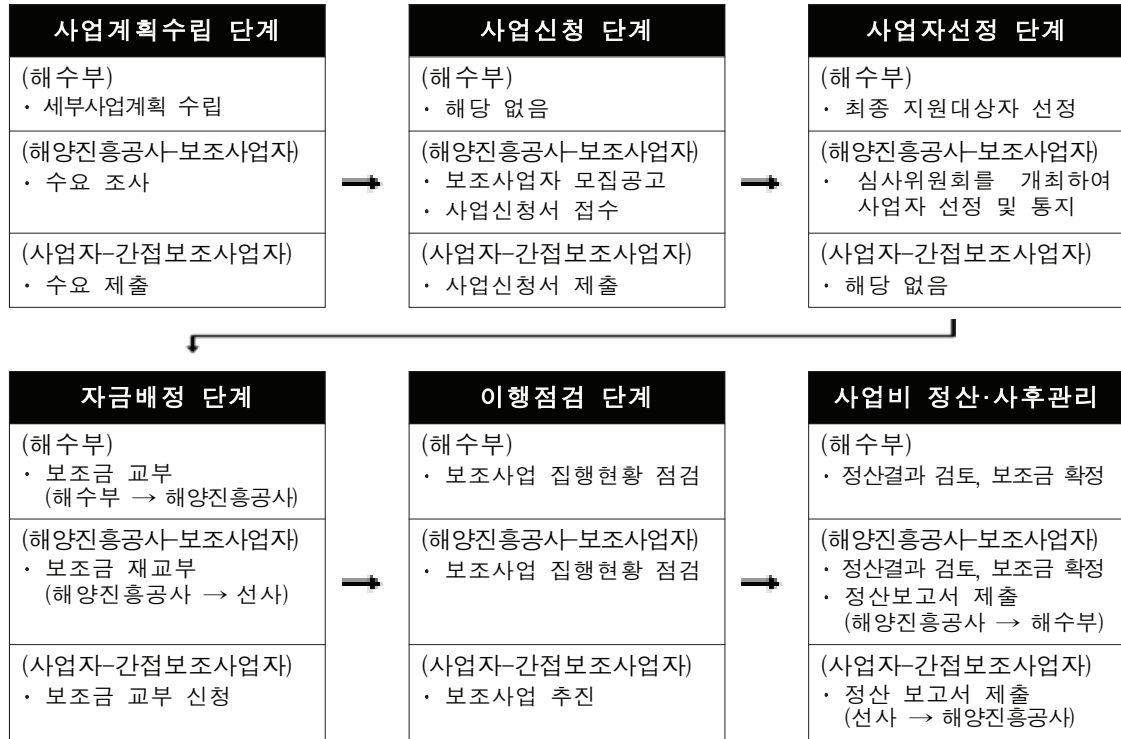 사업계획수립 단계
(해수부)
· 세부사업계획 수립
(해양진흥공사-보조사업자)
· 수요 조사
(사업자-간접보조사업자)
· 수요 제출
사업신청 단계
(해수부)
· 해당 없음
(해양진흥공사-보조사업자)
· 보조사업자 모집공고
· 사업신청서 접수
(사업자-간접보조사업자)
· 사업신청서 제출
사업자선정 단계
(해수부)
· 최종 지원대상자 선정
(해양진흥공사-보조사업자)
· 심사위원회를 개최하여
사업자 선정 및 통지
(사업자-간접보조사업자)
· 해당 없음
자금배정 단계
(해수부)
· 보조금 교부
(해수부 → 해양진흥공사)
(해양진흥공사-보조사업자)
· 보조금 재교부
(해양진흥공사 → 선사)
(사업자-간접보조사업자)
· 보조금 교부 신청
이행점검 단계
(해수부)
· 보조사업 집행현황 점검
(해양진흥공사-보조사업자)
· 보조사업 집행현황 점검
(사업자-간접보조사업자)
· 보조사업 추진
사업비 정산·사후관리
(해수부)
· 정산결과 검토, 보조금 확정
(해양진흥공사-보조사업자)
· 정산결과 검토, 보조금 확정
· 정산보고서 제출
(해양진흥공사 → 해수부)
(사업자-간접보조사업자)
· 정산 보고서 제출
(선사 → 해양진흥공사)